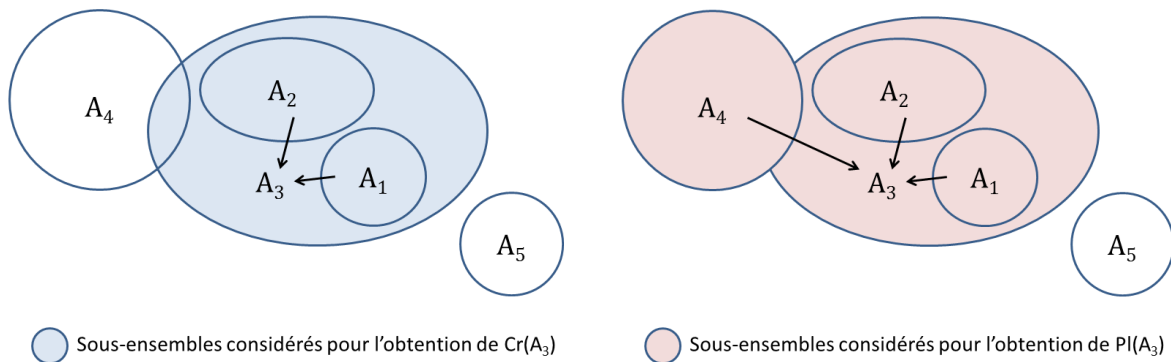 A₂
A₄
A₃
A₁
A₅
Sous-ensembles considérés pour l'obtention de Cr(A₃)
A₂
A₄
A₃
A₁
A₅
Sous-ensembles considérés pour l'obtention de Pl(A₃)